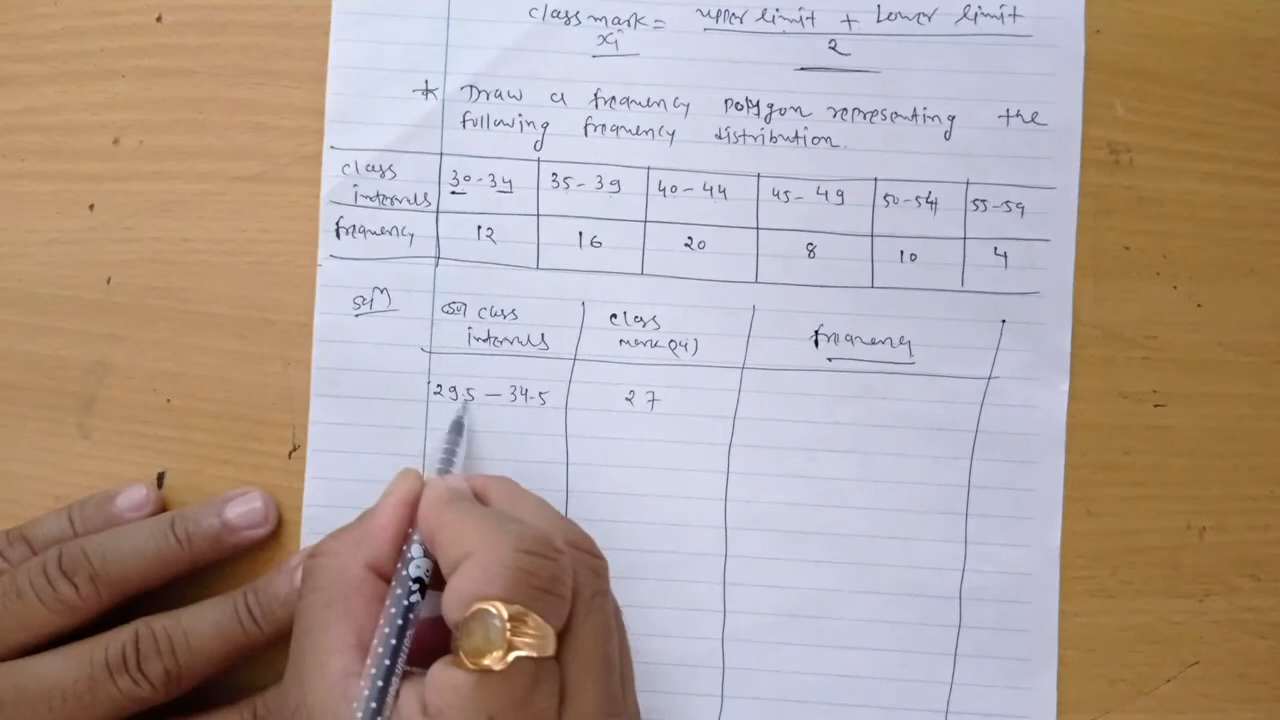 class mark = upper limit + Lower limit
xi 2
* Draw a frequency polygon representing the
following frequency distribution.
class intervals 30-34 35-39 40-44 45-49 50-54 55-59
frequency 12 16 20 8 10 4
class intervals class mark frequency
29.5 - 34.5 27